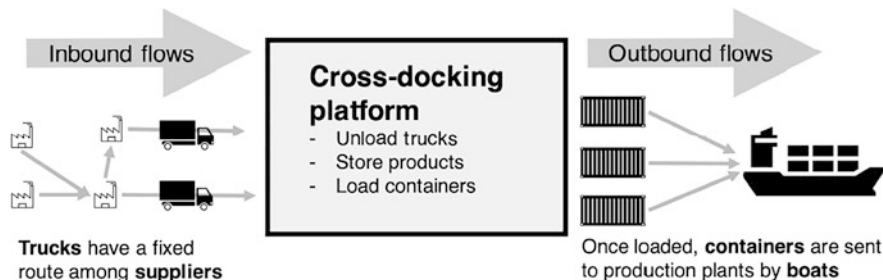 Inbound flows
Cross-docking
platform
- Unload trucks
- Store products
- Load containers
Outbound flows
Trucks have a fixed
route among suppliers
Once loaded, containers are sent
to production plants by boats